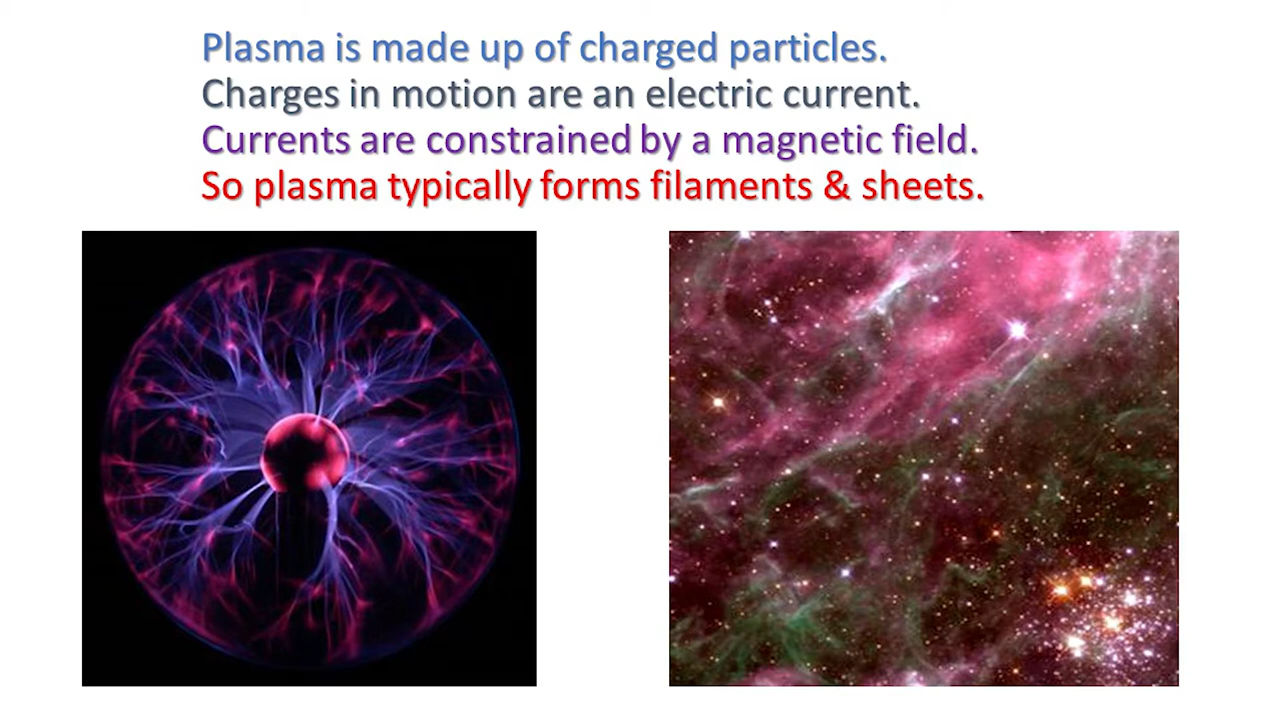 Plasma is made up of charged particles.
Charges in motion are an electric current.
Currents are constrained by a magnetic field.
So plasma typically forms filaments & sheets.